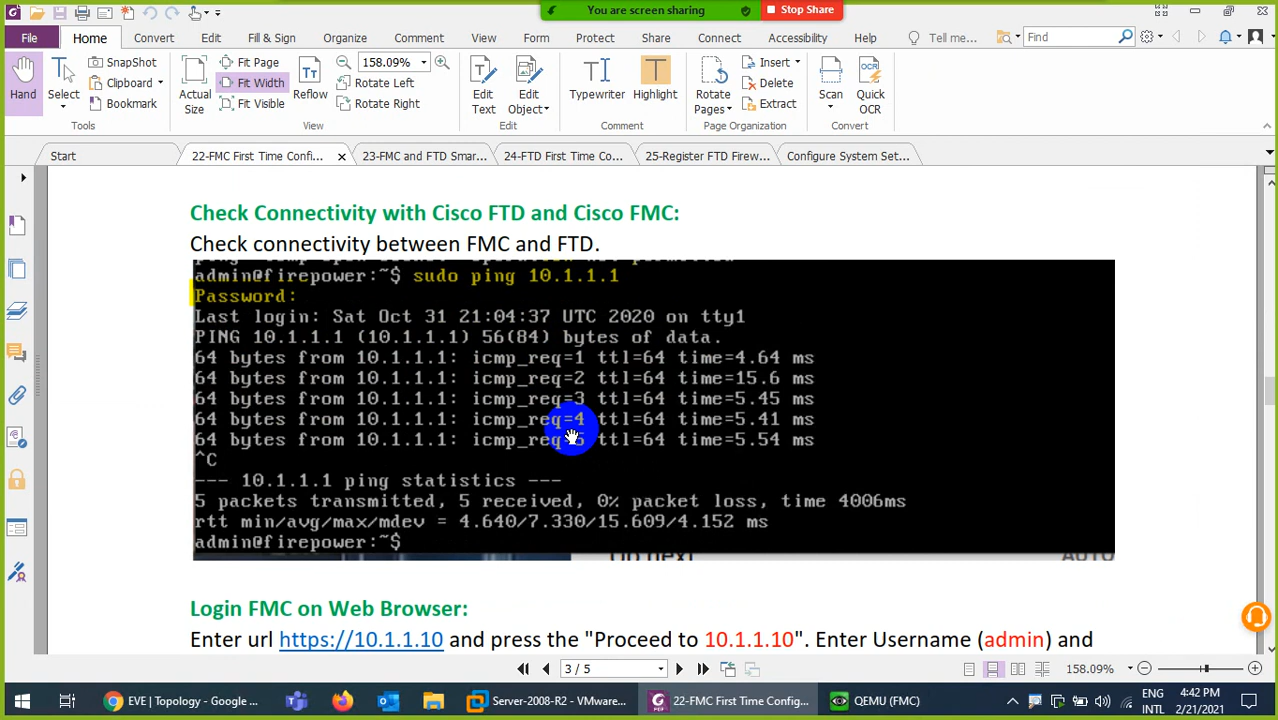 You are screen sharing
Stop Share
File Home Convert Edit Fill & Sign Organize Comment View Form Protect Share Connect Accessibility Help Tell me... Find
Hand
Select
SnapShot
Clipboard
Bookmark
Tools
Actual Size
Fit Page
Fit Width
Fit Visible
Reflow
158.09%
Rotate Left
Rotate Right
View
Edit Text
Edit Object
Edit
Typewriter
Highlight
Comment
Rotate Pages
Insert
Delete
Extract
Page Organization
Scan
Quick OCR
Convert
Start 22-FMC First Time Confi... 23-FMC and FTD Smar... 24-FTD First Time Co... 25-Register FTD Firew... Configure System Set...
Check Connectivity with Cisco FTD and Cisco FMC:
Check connectivity between FMC and FTD.
admin@firepower:~$ sudo ping 10.1.1.1
Password:
Last login: Sat Oct 31 21:04:37 UTC 2020 on tty1
PING 10.1.1.1 (10.1.1.1) 56(84) bytes of data.
64 bytes from 10.1.1.1: icmp_req=1 ttl=64 time=4.64 ms
64 bytes from 10.1.1.1: icmp_req=2 ttl=64 time=15.6 ms
64 bytes from 10.1.1.1: icmp_req=3 ttl=64 time=5.45 ms
64 bytes from 10.1.1.1: icmp_req=4 ttl=64 time=5.41 ms
64 bytes from 10.1.1.1: icmp_req=5 ttl=64 time=5.54 ms
^C
--- 10.1.1.1 ping statistics ---
5 packets transmitted, 5 received, 0% packet loss, time 4006ms
rtt min/avg/max/mdev = 4.640/7.330/15.609/4.152 ms
admin@firepower:~$
Login FMC on Web Browser:
Enter url https://10.1.1.10 and press the "Proceed to 10.1.1.10". Enter Username (admin) and
3 / 5
158.09%
EVE | Topology - Google ...
Server-2008-R2 - VMware...
22-FMC First Time Config...
QEMU (FMC)
ENG
INTL
4:42 PM
2/21/2021